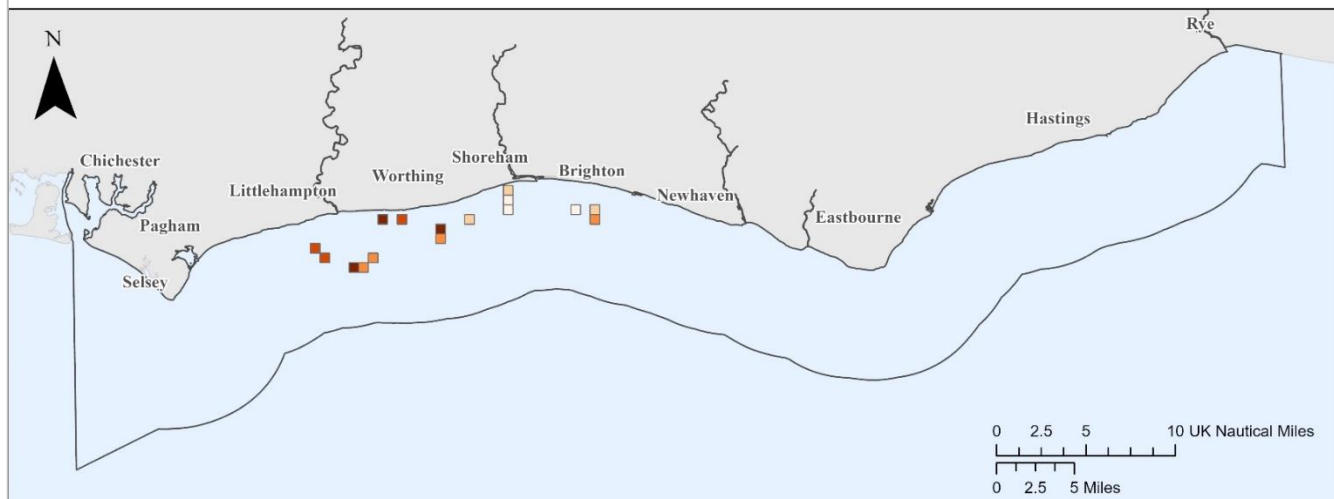 N
Rye
Hastings
Chichester
Shoreham
Brighton
Worthing
Littlehampton
Newhaven
Pagham
Eastbourne
Selsey
0 2.5 5 10 UK Nautical Miles
0 2.5 5 Miles